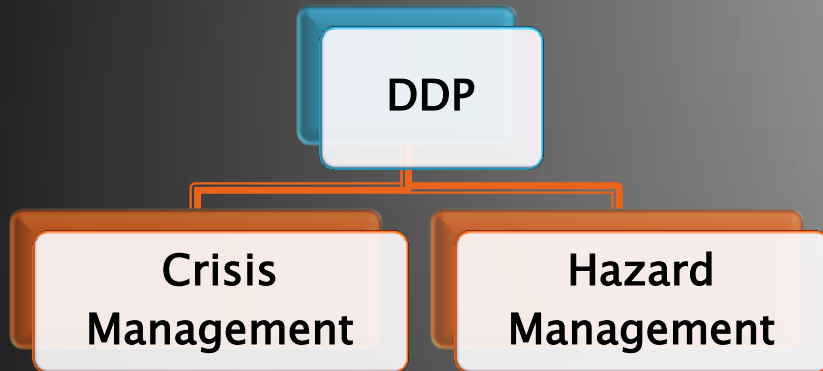 DDP
Crisis
Management
Hazard
Management